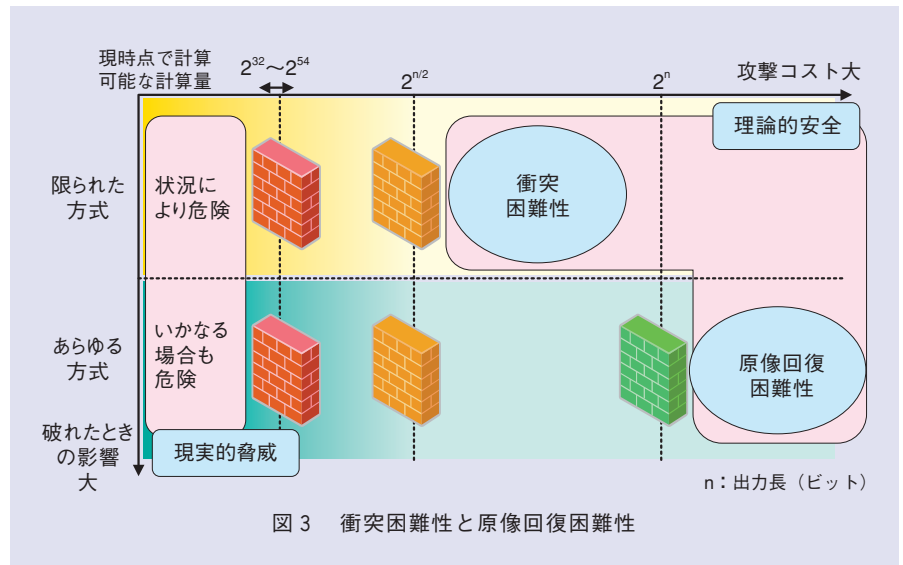 現時点で計算
可能な計算量
2^32～2^54
2^n/2
2^n
攻撃コスト大
理論的安全
限られた
方式
状況に
より危険
衝突
困難性
あらゆる
方式
いかなる
場合も
危険
原像回復
困難性
破れたとき
の影響
大
現実的脅威
n：出力長（ビット）
図3 衝突困難性と原像回復困難性